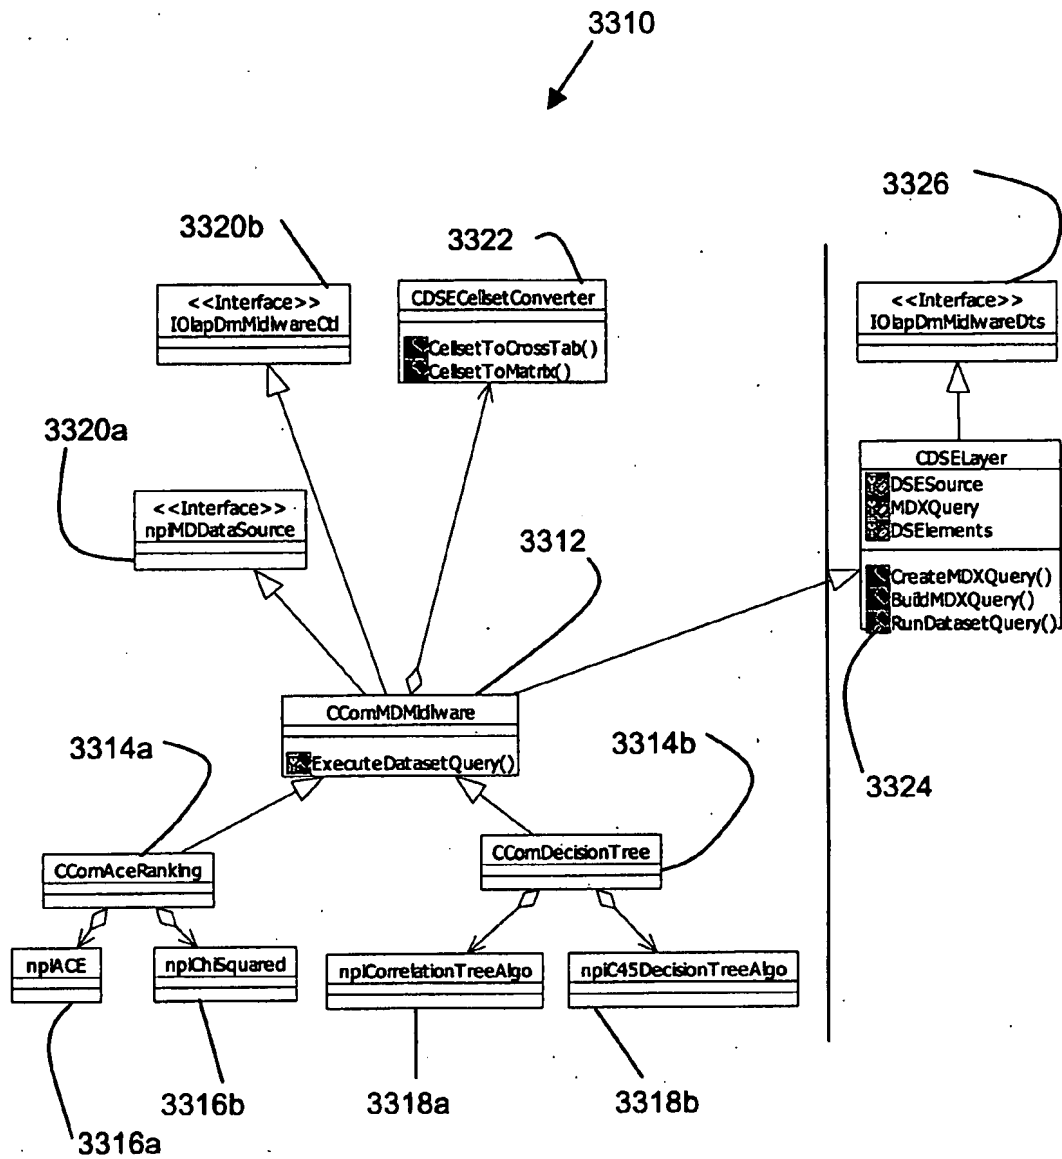 3310
3326
3320b
3322
<<Interface>>
IOlapDmMidlwareCtl
CDSECellsetConverter
CellsetToCrossTab()
CellsetToMatrix()
<<Interface>>
IOlapDmMidlwareDts
3320a
<<Interface>>
npiMDDataSource
3312
CDSELayer
DSESource
MDXQuery
DSElements
CreateMDXQuery()
BuildMDXQuery()
RunDatasetQuery()
CComMDMidlware
ExecuteDatasetQuery()
3314a
3314b
3324
CComAceRanking
CComDecisionTree
npiACE
npiChiSquared
npiCorrelationTreeAlgo
npiC45DecisionTreeAlgo
3316b
3318a
3318b
3316a